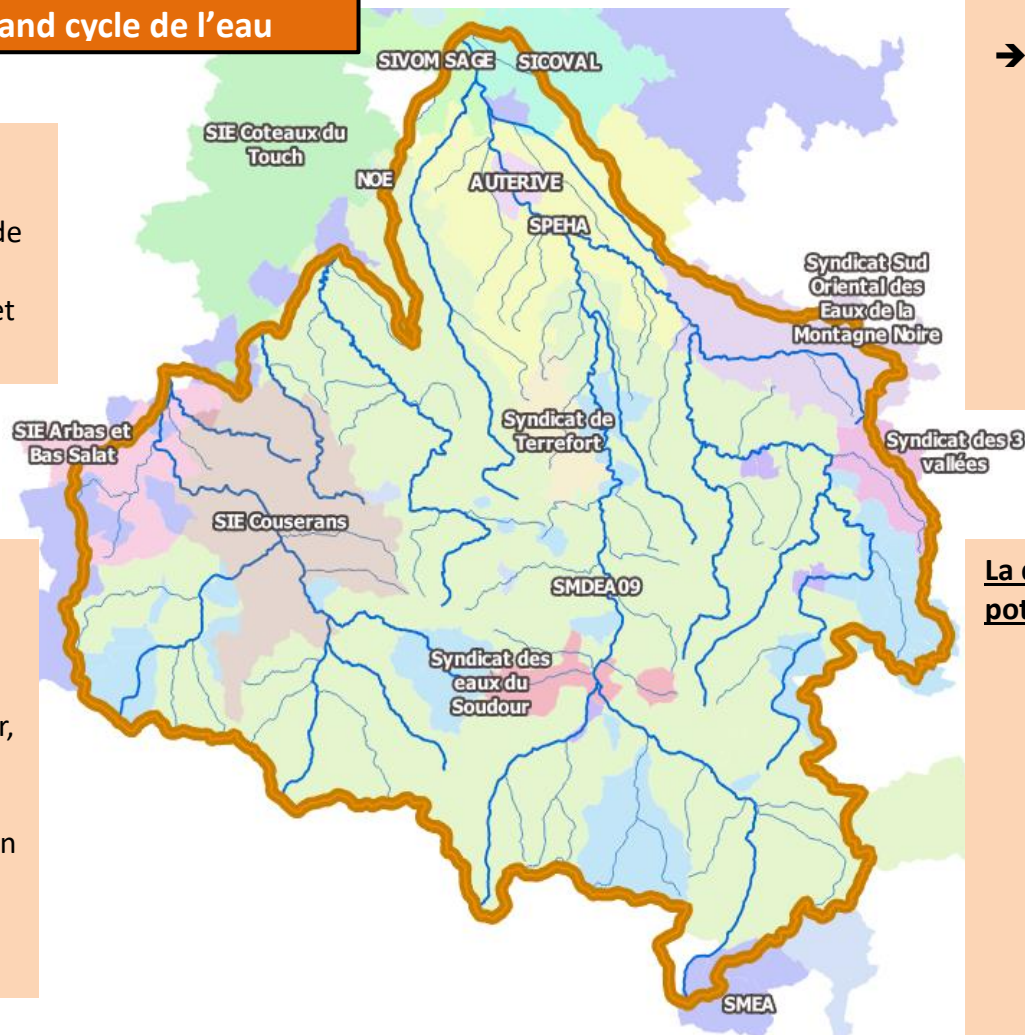 and cycle de l'eau
SIVOM SAGE
SICOVAL
➔
SIE Coteaux du
Touch
NOE
AUTERIVE
SPEHA
de
et
Syndicat Sud
Oriental des
Eaux de la
Montagne Noire
SIE Arbas et
Bas Salat
Syndicat de
Terrefort
Syndicat des 3
vallées
SIE Couserans
SMDEA09
La
pot
Syndicat des
eaux du
Soudour
r,
n
SMEA